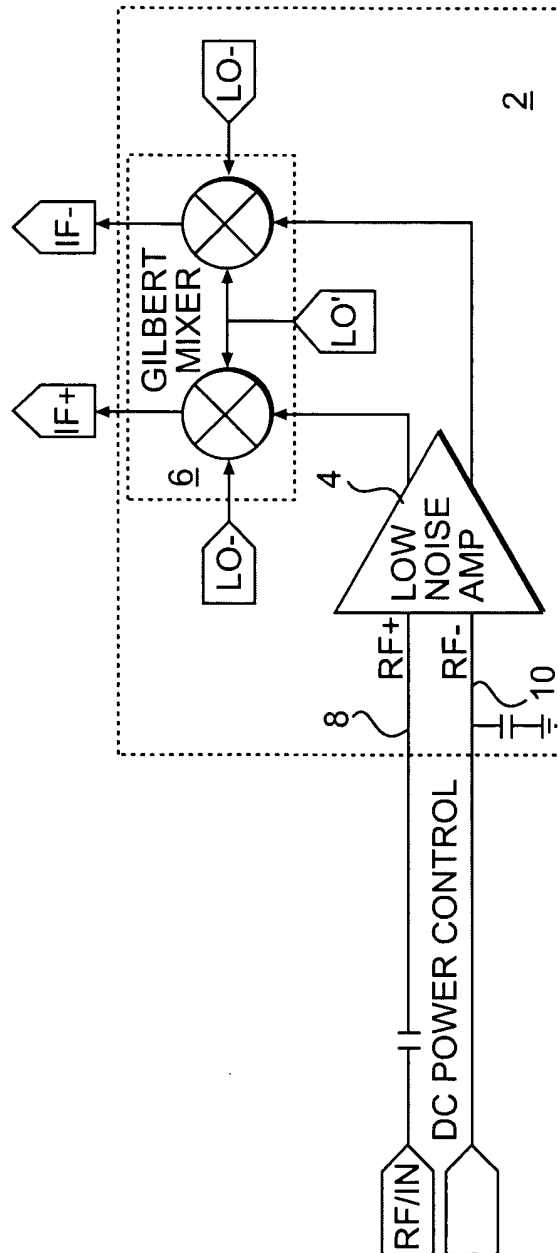 IF+
IF-
GILBERT
MIXER
6
LO-
LO-
LO'
2
4
LOW
NOISE
AMP
RF+
RF-
8
10
DC POWER CONTROL
RF/IN